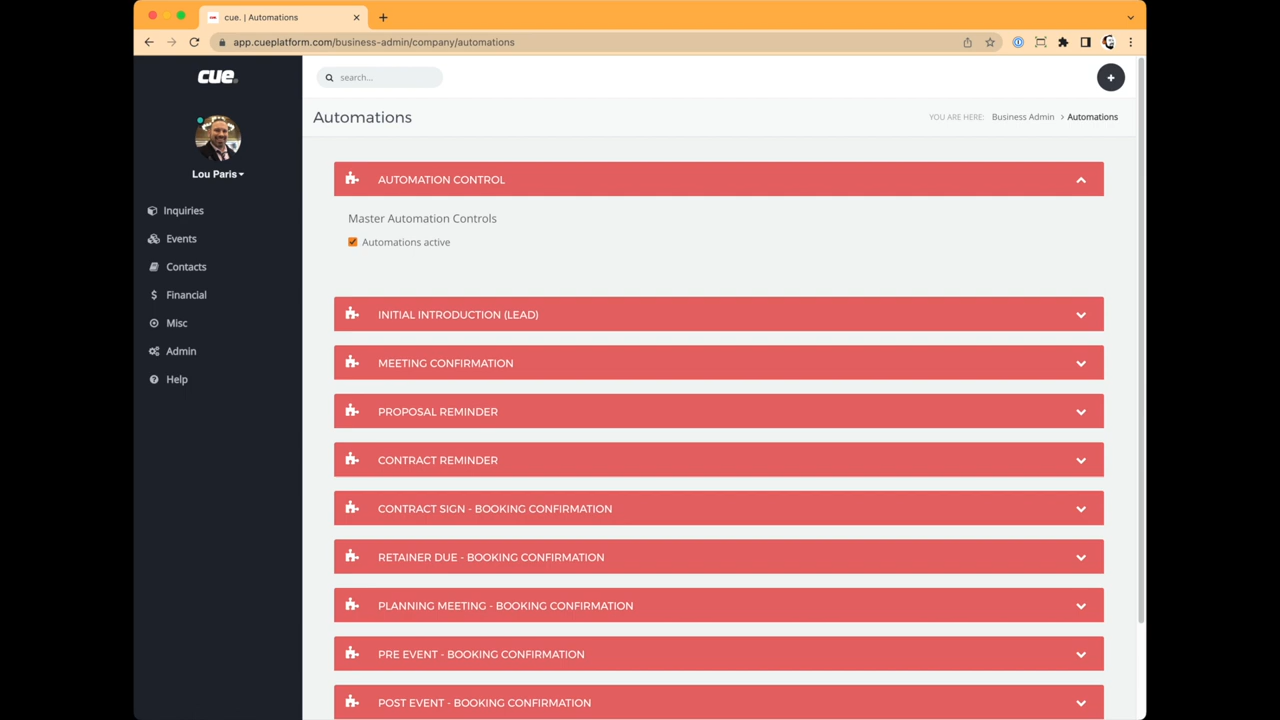 cue. | Automations
app.cueplatform.com/business-admin/company/automations
cue.
search...
Automations
YOU ARE HERE: Business Admin > Automations
Lou Paris
Inquiries
Events
Contacts
Financial
Misc
Admin
Help
AUTOMATION CONTROL
Master Automation Controls
Automations active
INITIAL INTRODUCTION (LEAD)
MEETING CONFIRMATION
PROPOSAL REMINDER
CONTRACT REMINDER
CONTRACT SIGN - BOOKING CONFIRMATION
RETAINER DUE - BOOKING CONFIRMATION
PLANNING MEETING - BOOKING CONFIRMATION
PRE EVENT - BOOKING CONFIRMATION
POST EVENT - BOOKING CONFIRMATION